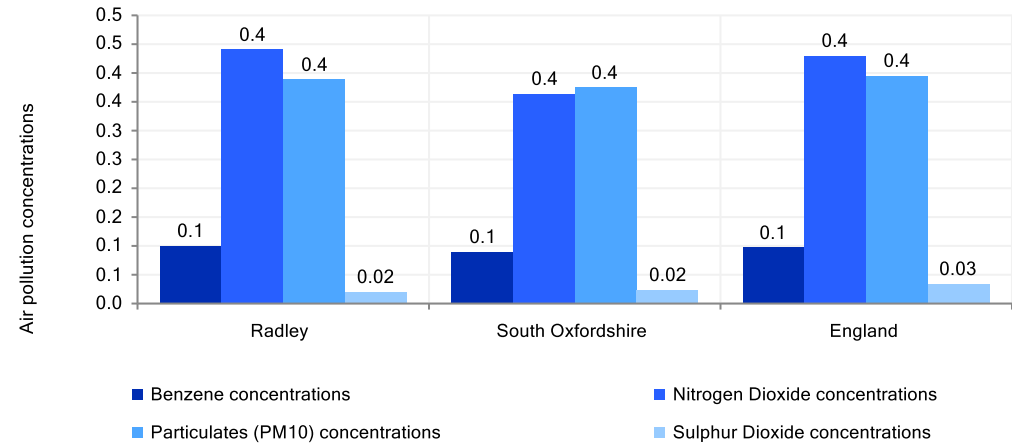 Air pollution concentrations
0.5
0.5
0.4
0.4
0.3
0.3
0.2
0.2
0.1
0.1
0.0
0.1
0.4
0.4
0.02
0.1
0.4
0.4
0.02
0.1
0.4
0.4
0.03
Radley
South Oxfordshire
England
Benzene concentrations
Nitrogen Dioxide concentrations
Particulates (PM10) concentrations
Sulphur Dioxide concentrations